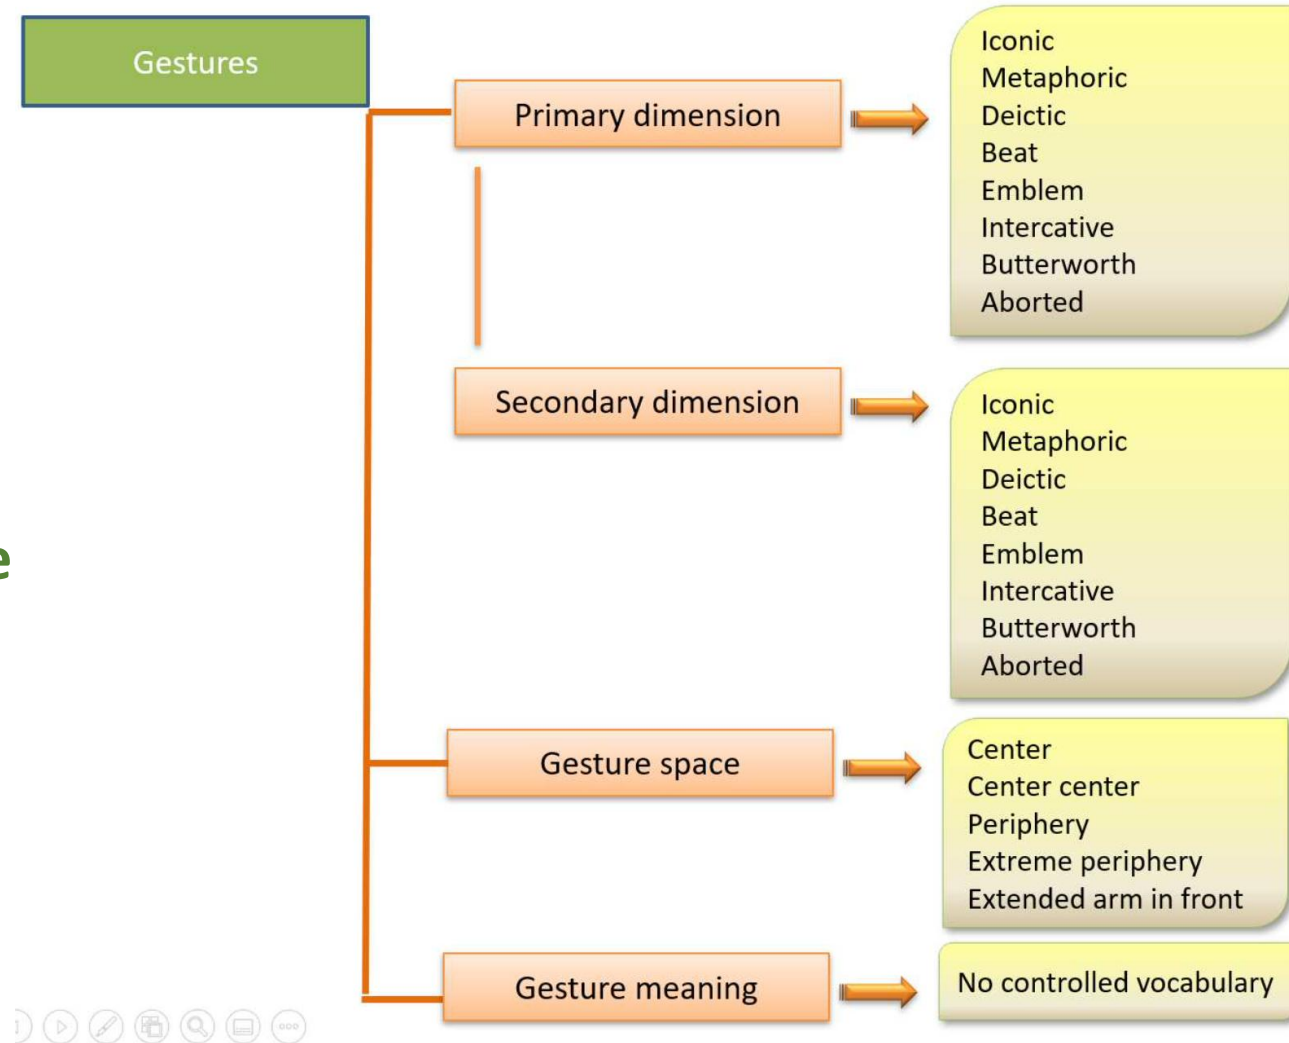 Gestures
Primary dimension
Iconic
Metaphoric
Deictic
Beat
Emblem
Intercative
Butterworth
Aborted
Secondary dimension
Iconic
Metaphoric
Deictic
Beat
Emblem
Intercative
Butterworth
Aborted
e
Gesture space
Center
Center center
Periphery
Extreme periphery
Extended arm in front
Gesture meaning
No controlled vocabulary